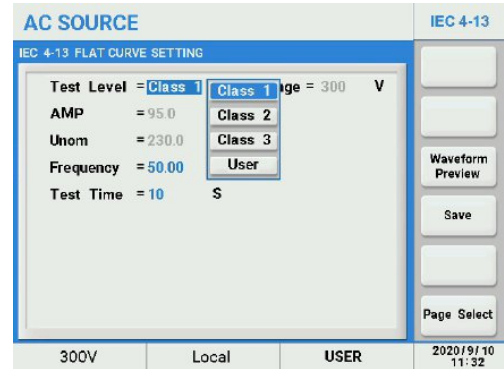 AC SOURCE
IEC 4-13
IEC 4-13 FLAT CURVE SETTING
Test Level = Class 1 ge = 300 V
Class 1
Class 2
Class 3
User
AMP = 95.0
Unom = 230.0
Frequency = 50.00
Test Time = 10 S
Waveform
Preview
Save
Page Select
300V
Local
USER
2020/9/10
11:32